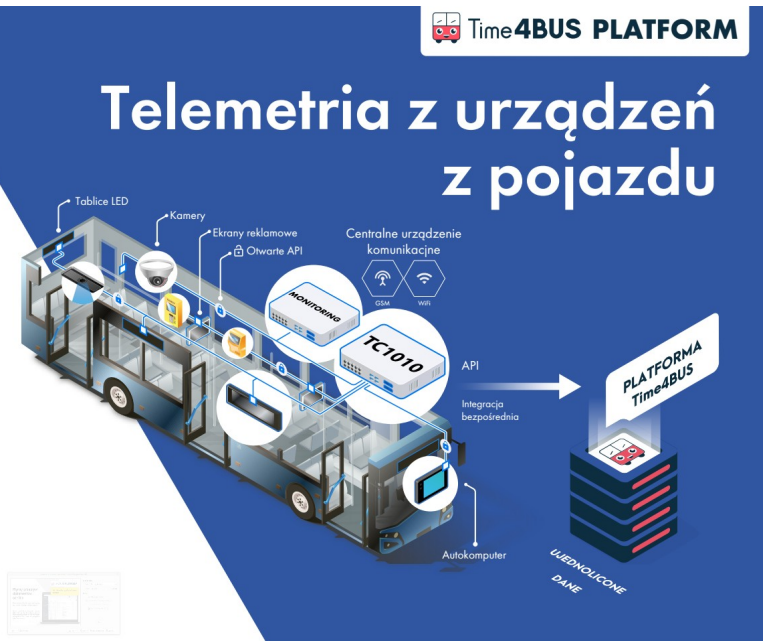 Time4BUS PLATFORM
Telemetria z urządzeń
z pojazdu
Tablice LED
Kamery
Ekrany reklamowe
Otwarte API
Centralne urządzenie
komunikacjne
GSM
WiFi
MONITORING
TC1010
API
Integracja
bezpośrednia
PLATFORMA
Time4BUS
Autokomputer
UJEDNOLICONE
DANE